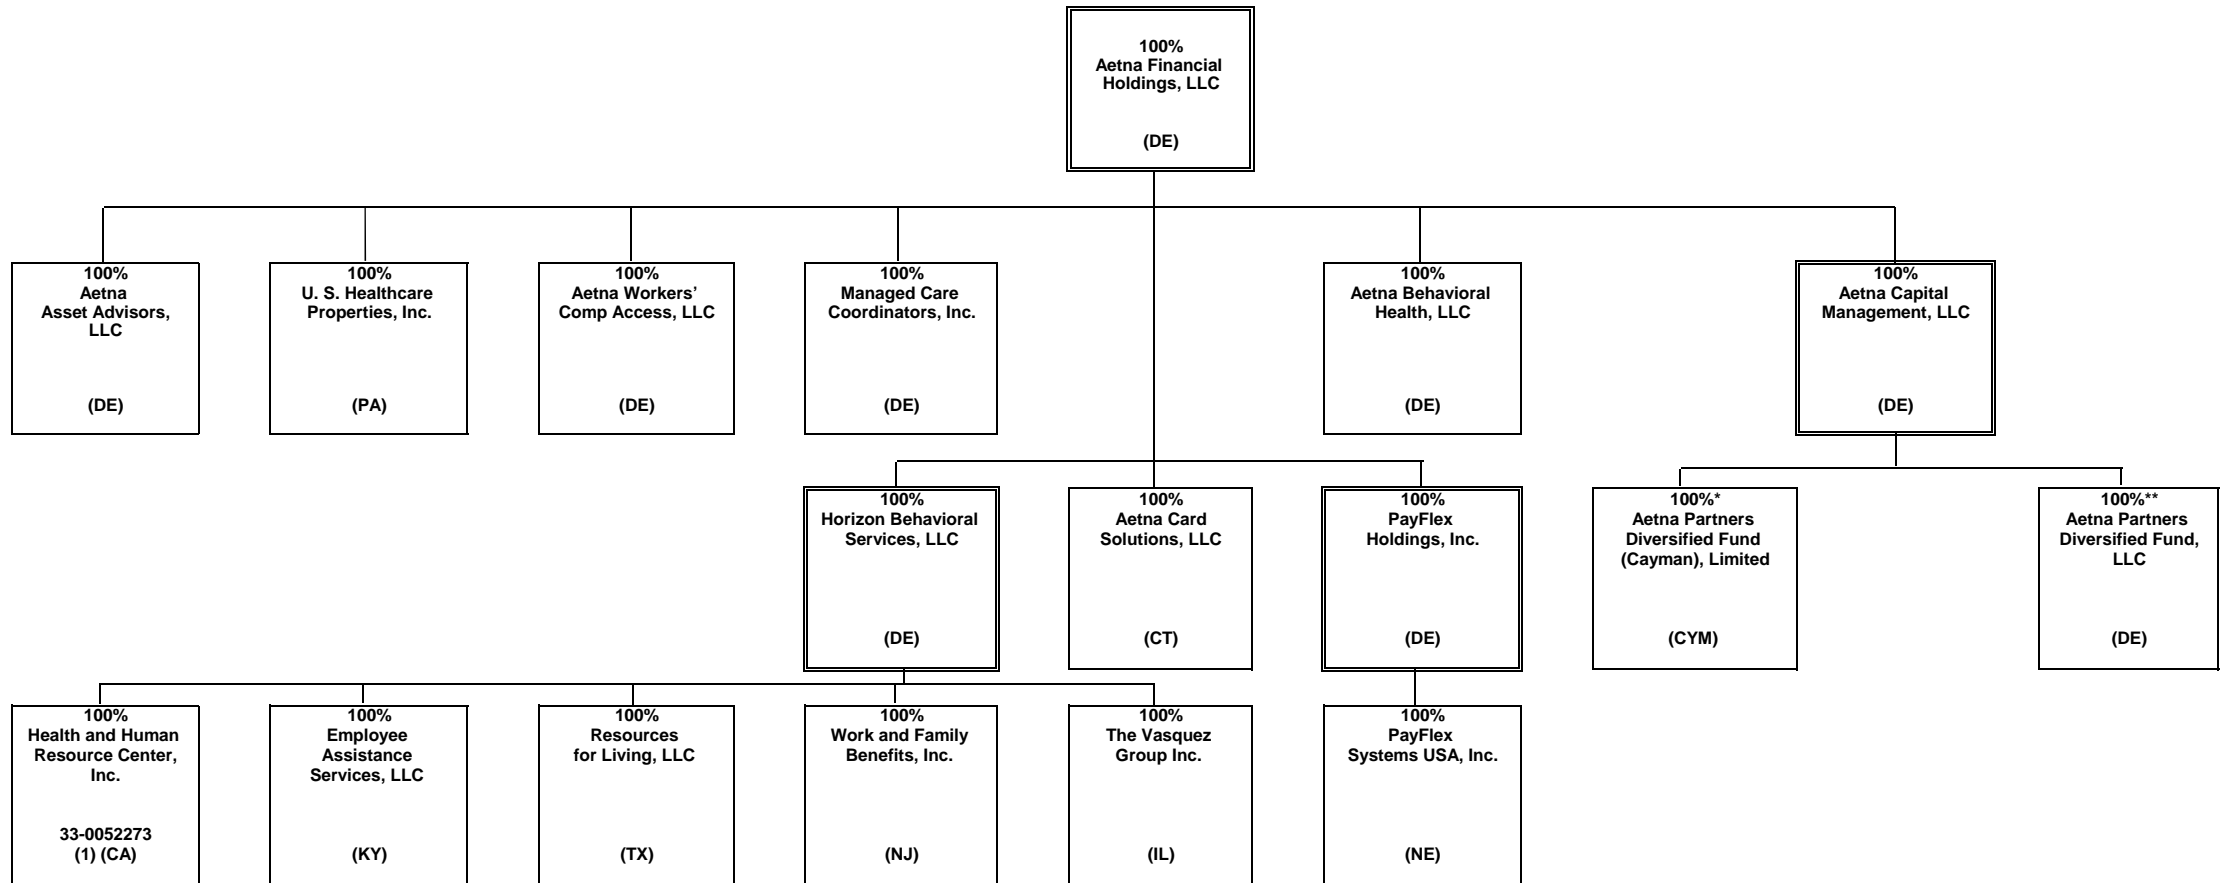 100%
Aetna Financial
Holdings, LLC
(DE)
100%
Aetna
Asset Advisors,
LLC
(DE)
100%
U. S. Healthcare
Properties, Inc.
(PA)
100%
Aetna Workers’
Comp Access, LLC
(DE)
100%
Managed Care
Coordinators, Inc.
(DE)
100%
Aetna Behavioral
Health, LLC
(DE)
100%
Aetna Capital
Management, LLC
(DE)
100%
Horizon Behavioral
Services, LLC
(DE)
100%
Aetna Card
Solutions, LLC
(CT)
100%
PayFlex
Holdings, Inc.
(DE)
100%*
Aetna Partners
Diversified Fund
(Cayman), Limited
(CYM)
100%**
Aetna Partners
Diversified Fund,
LLC
(DE)
100%
Health and Human
Resource Center,
Inc.
33-0052273
(1) (CA)
100%
Employee
Assistance
Services, LLC
(KY)
100%
Resources
for Living, LLC
(TX)
100%
Work and Family
Benefits, Inc.
(NJ)
100%
The Vasquez
Group Inc.
(IL)
100%
PayFlex
Systems USA, Inc.
(NE)